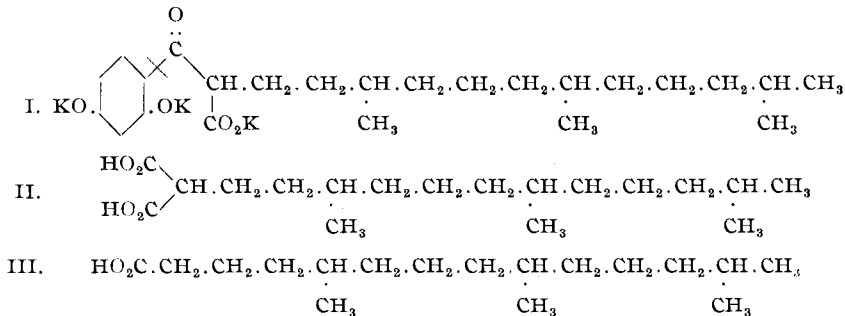 O
C
CH.CH₂.CH₂.CH.CH₂.CH₂.CH₂.CH.CH₂.CH₂.CH₂.CH.CH₃
I. KO. .OK CO₂K CH₃ CH₃ CH₃
HO₂C
II. CH.CH₂.CH₂.CH.CH₂.CH₂.CH₂.CH.CH₂.CH₂.CH₂.CH.CH₃
HO₂C CH₃ CH₃ CH₃
III. HO₂C.CH₂.CH₂.CH₂.CH.CH₂.CH₂.CH₂.CH.CH₂.CH₂.CH₂.CH.CH₃
CH₃ CH₃ CH₃